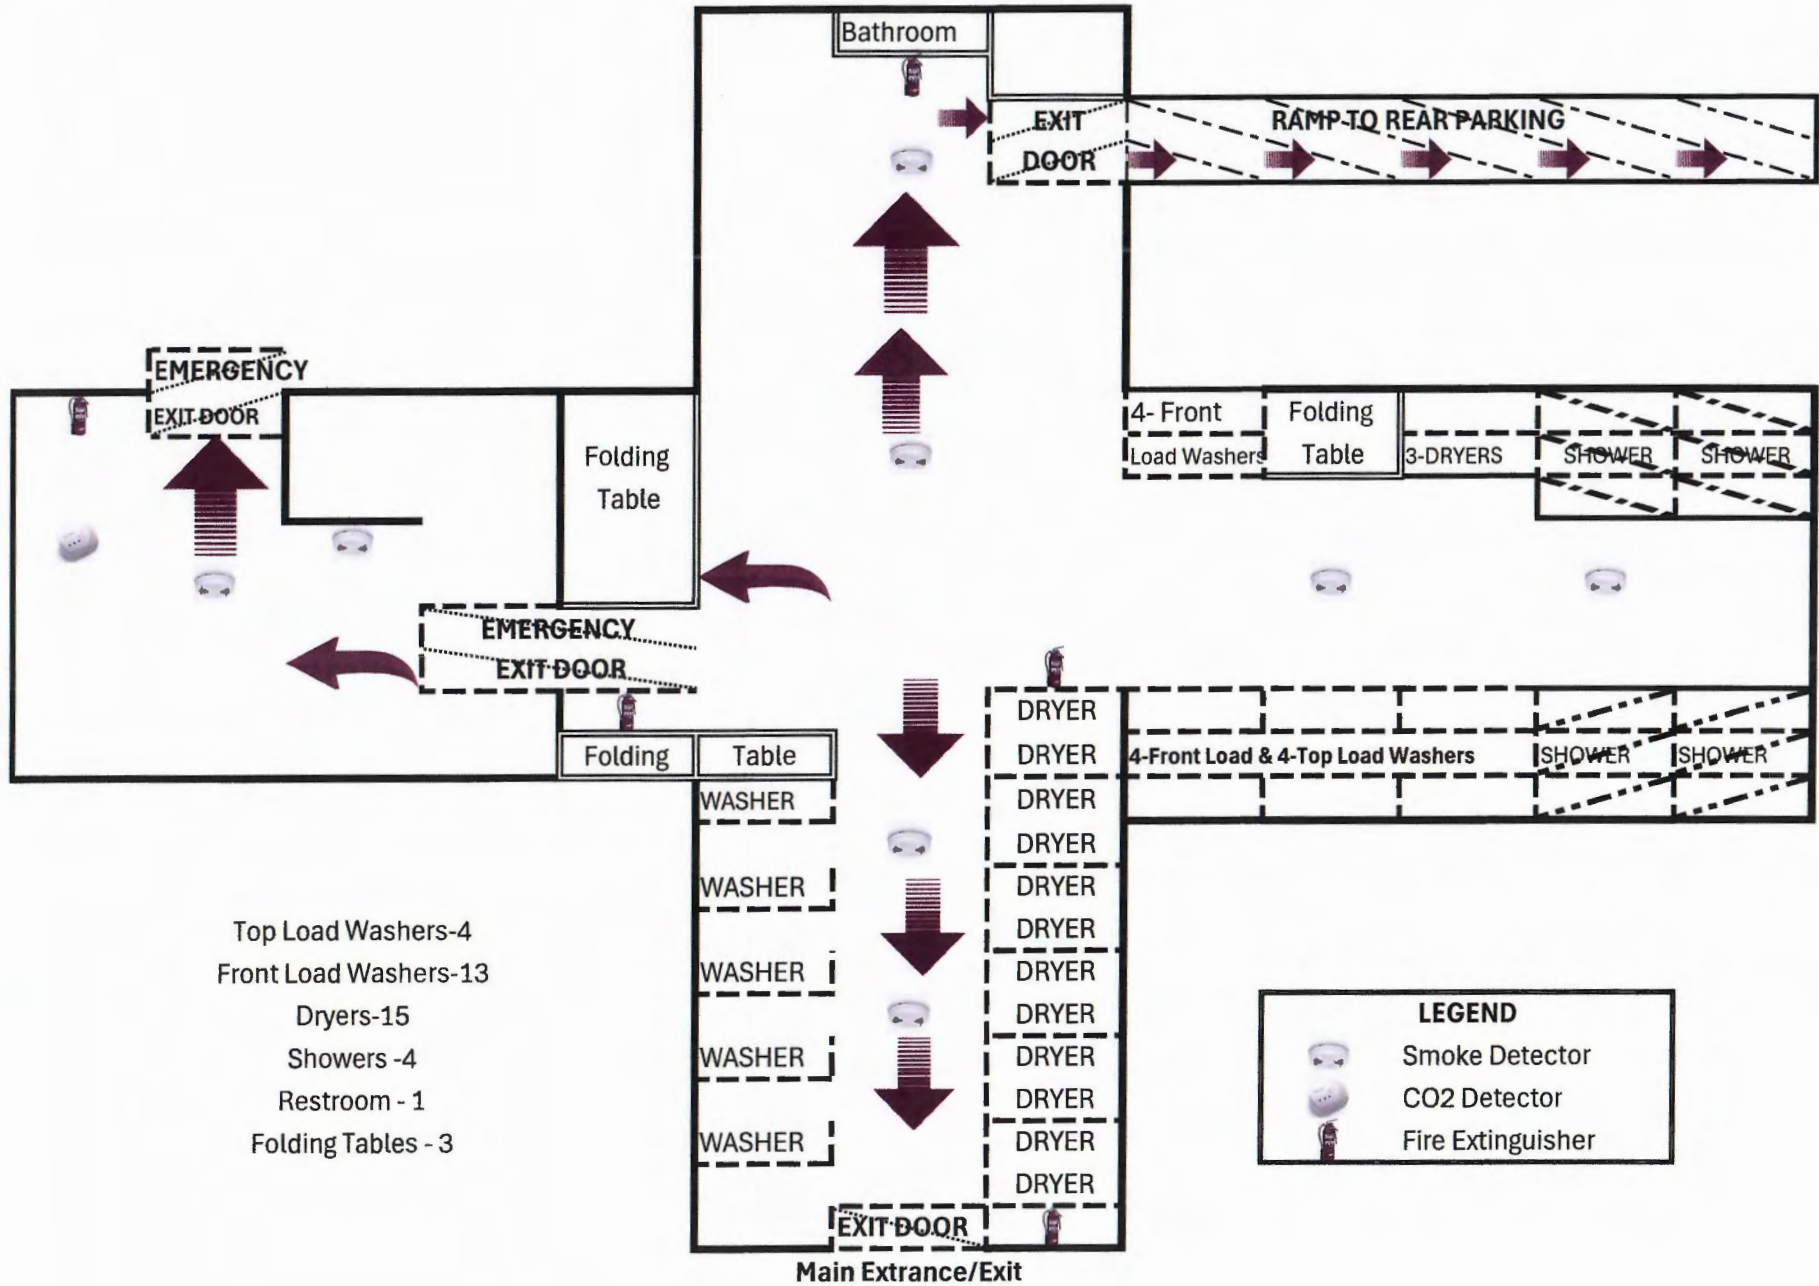 Bathroom
EXIT
DOOR
RAMP TO REAR PARKING
EMERGENCY
EXIT DOOR
Folding
Table
4- Front
Load Washers
Folding
Table
3-DRYERS
SHOWER
SHOWER
EMERGENCY
EXIT DOOR
Folding
Table
DRYER
DRYER
DRYER
DRYER
DRYER
DRYER
DRYER
DRYER
DRYER
DRYER
DRYER
DRYER
4-Front Load & 4-Top Load Washers
SHOWER
SHOWER
WASHER
WASHER
WASHER
WASHER
WASHER
Top Load Washers-4
Front Load Washers-13
Dryers-15
Showers -4
Restroom - 1
Folding Tables - 3
LEGEND
Smoke Detector
CO2 Detector
Fire Extinguisher
EXIT DOOR
Main Extrance/Exit